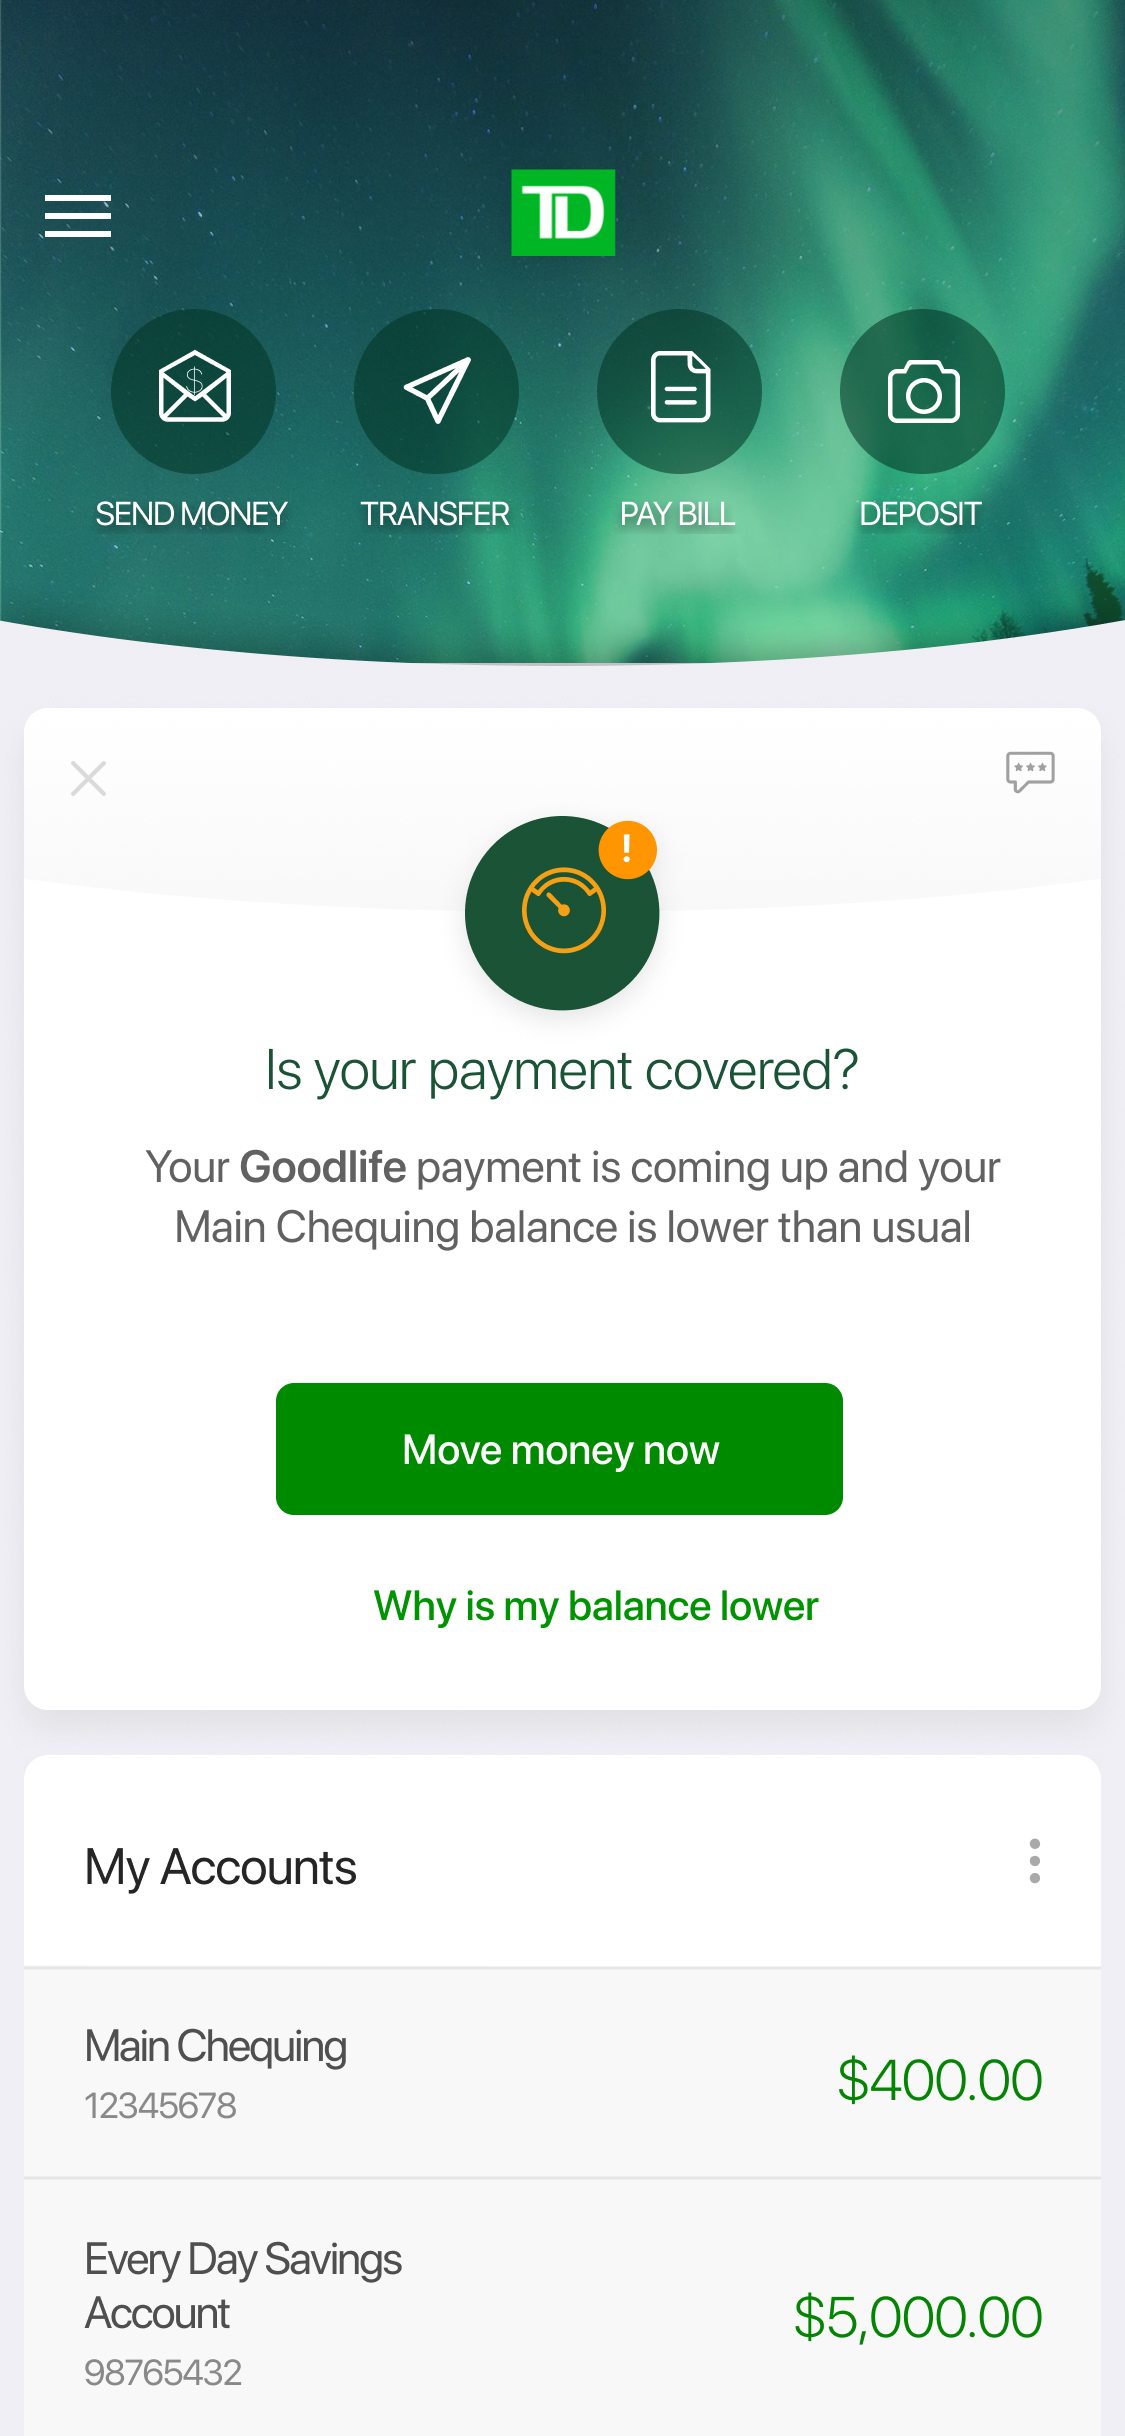 TD
SEND MONEY
TRANSFER
PAY BILL
DEPOSIT
Is your payment covered?
Your Goodlife payment is coming up and your
Main Chequing balance is lower than usual
Move money now
Why is my balance lower
My Accounts
Main Chequing
12345678
$400.00
Every Day Savings
Account
98765432
$5,000.00